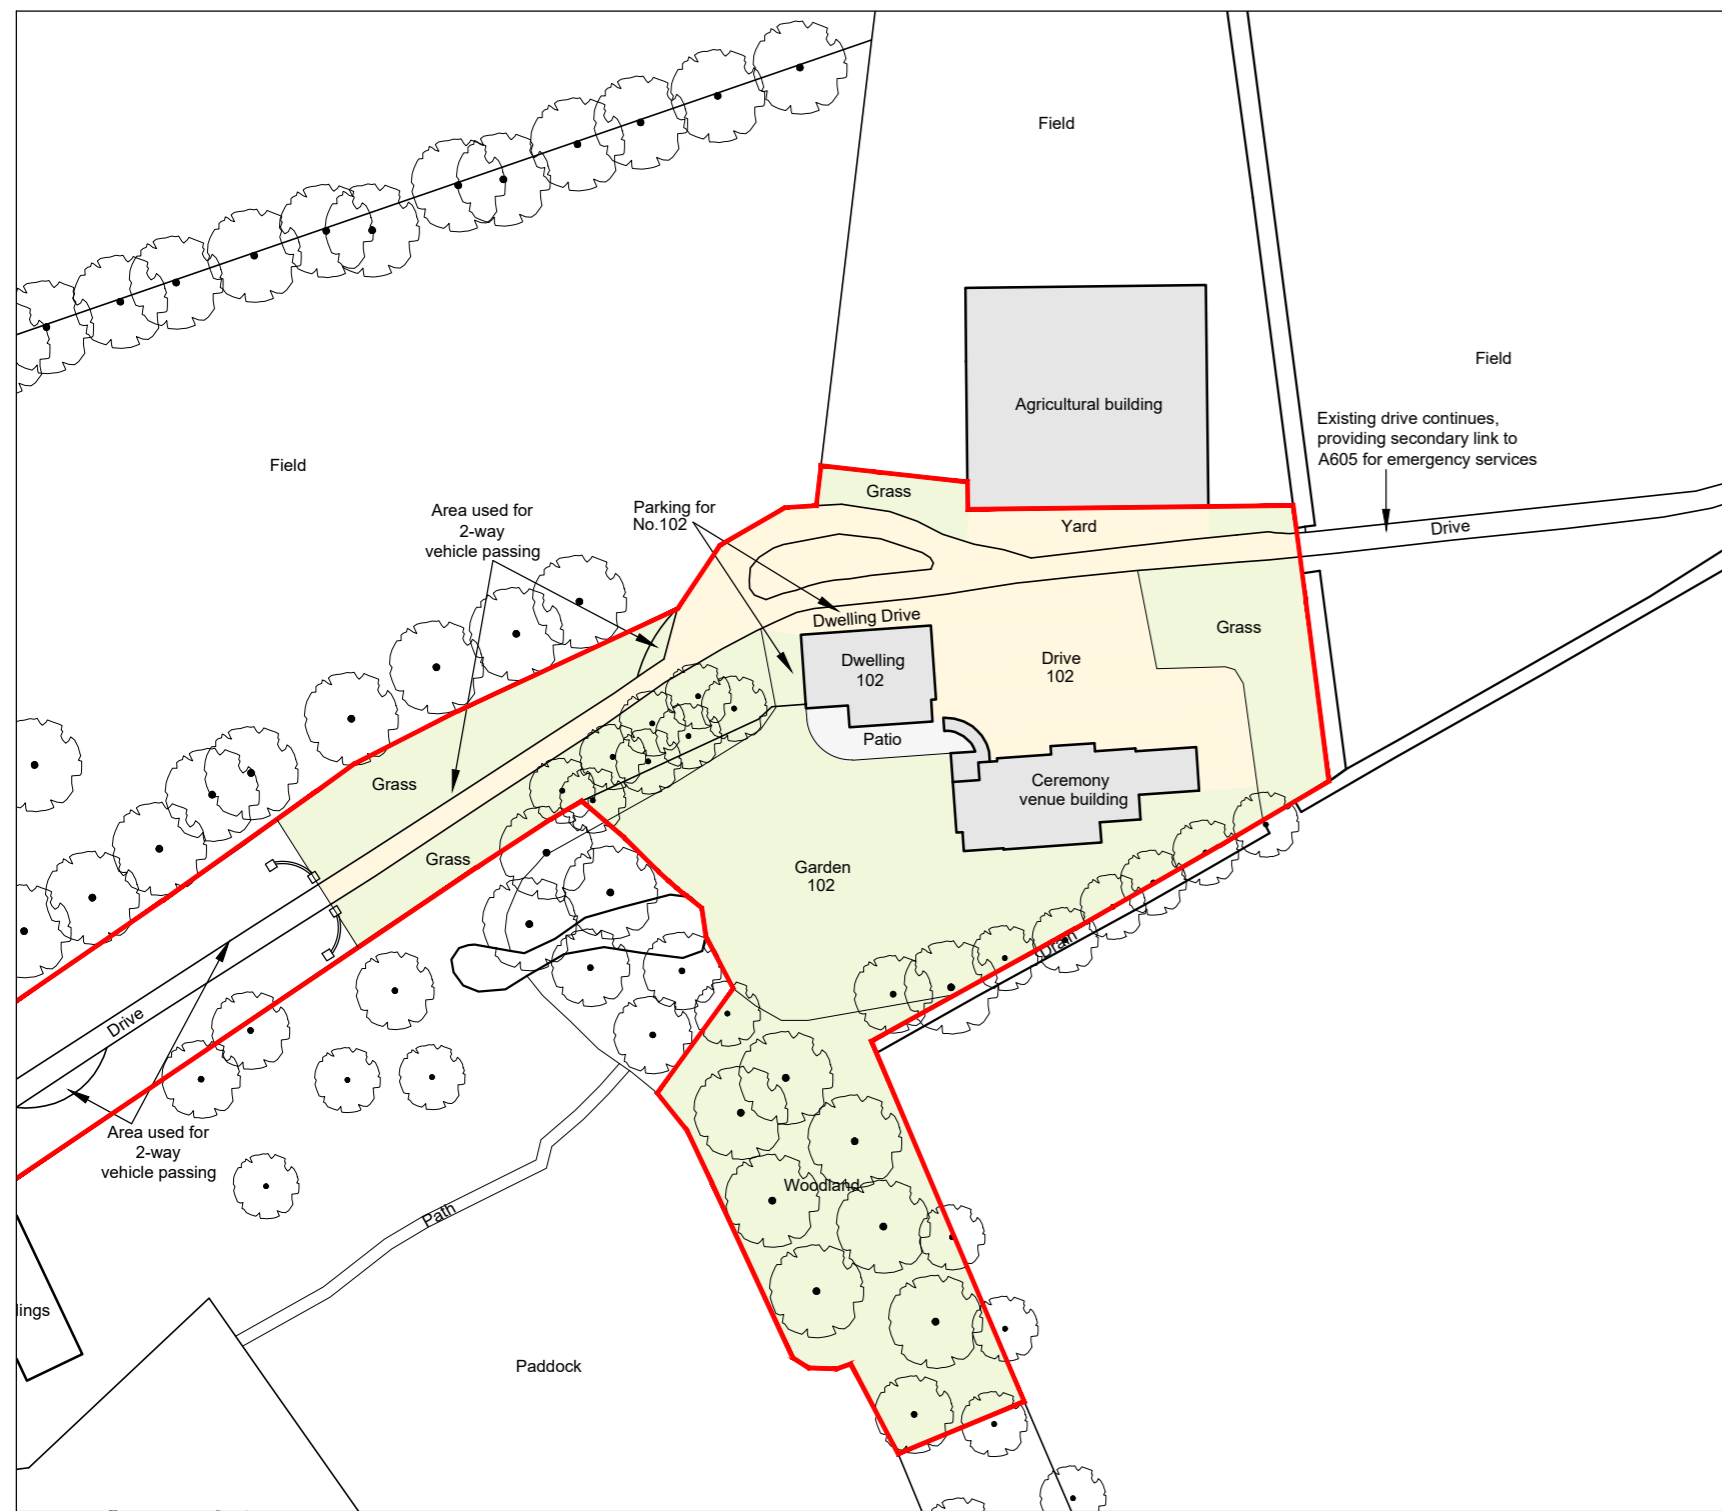 Field
Field
Agricultural building
Existing drive continues,
providing secondary link to
A605 for emergency services
Field
Grass
Area used for
2-way
vehicle passing
Parking for
No.102
Yard
Drive
Dwelling Drive
Grass
Dwelling
102
Drive
102
Patio
Grass
Ceremony
venue building
Grass
Garden
102
Drain
Drive
Area used for
2-way
vehicle passing
Woodland
Path
lings
Paddock